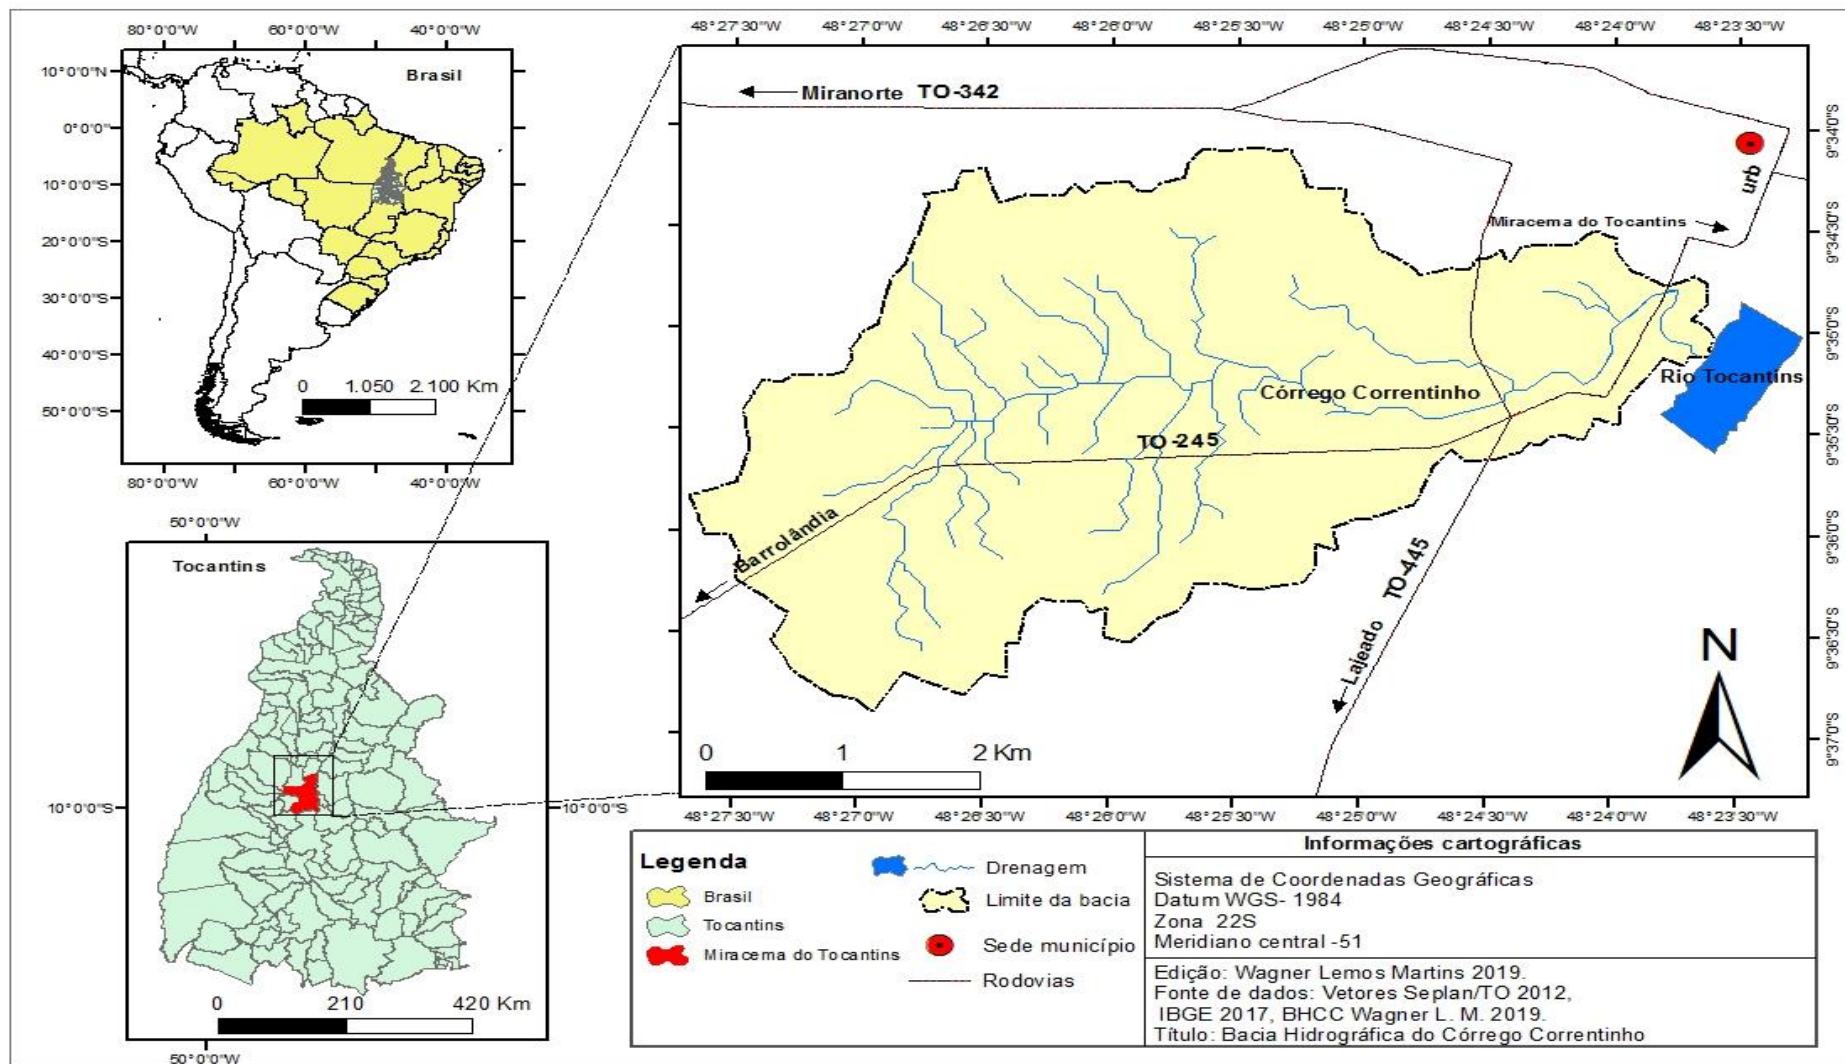 80°0'0"W 60°0'0"W 40°0'0"W
Brasil
10°0'0"N
0°0'0"
10°0'0"S
20°0'0"S
30°0'0"S
40°0'0"S
50°0'0"S
0 1.050 2.100 Km
80°0'0"W 60°0'0"W 40°0'0"W
50°0'0"W
Tocantins
10°0'0"S 10°0'0"S
0 210 420 Km
50°0'0"W
48°27'30"W 48°27'0"W 48°26'30"W 48°26'0"W 48°25'30"W 48°25'0"W 48°24'30"W 48°24'0"W 48°23'30"W
Miranorte TO-342
urb
Miracema do Tocantins
Rio Tocantins
Córrego Correntinho
TO-245
Barrolândia
TO-445
Lajeado
N
0 1 2 Km
9°34'0"S
9°34'30"S
9°35'0"S
9°35'30"S
9°36'0"S
9°36'30"S
9°37'0"S
48°27'30"W 48°27'0"W 48°26'30"W 48°26'0"W 48°25'30"W 48°25'0"W 48°24'30"W 48°24'0"W 48°23'30"W
Legenda
Brasil
Tocantins
Miracema do Tocantins
Drenagem
Limite da bacia
Sede município
Rodovias
Informações cartográficas
Sistema de Coordenadas Geográficas
Datum WGS- 1984
Zona 22S
Meridiano central -51
Edição: Wagner Lemos Martins 2019.
Fonte de dados: Vetores Seplan/TO 2012,
IBGE 2017, BHCC Wagner L. M. 2019.
Título: Bacia Hidrográfica do Córrego Correntinho